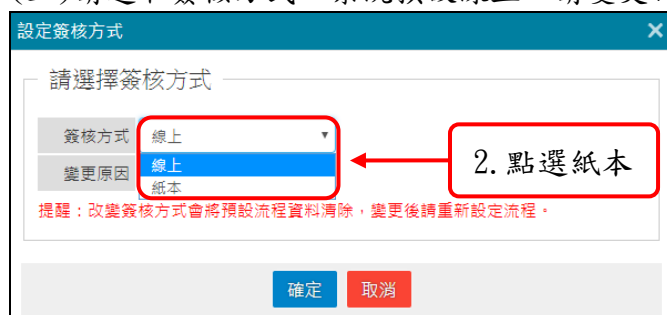 設定簽核方式
請選擇簽核方式
簽核方式 線上
線上
變更原因
紙本
2.點選紙本
提醒：改變簽核方式會將預設流程資料清除，變更後請重新設定流程。
確定 取消